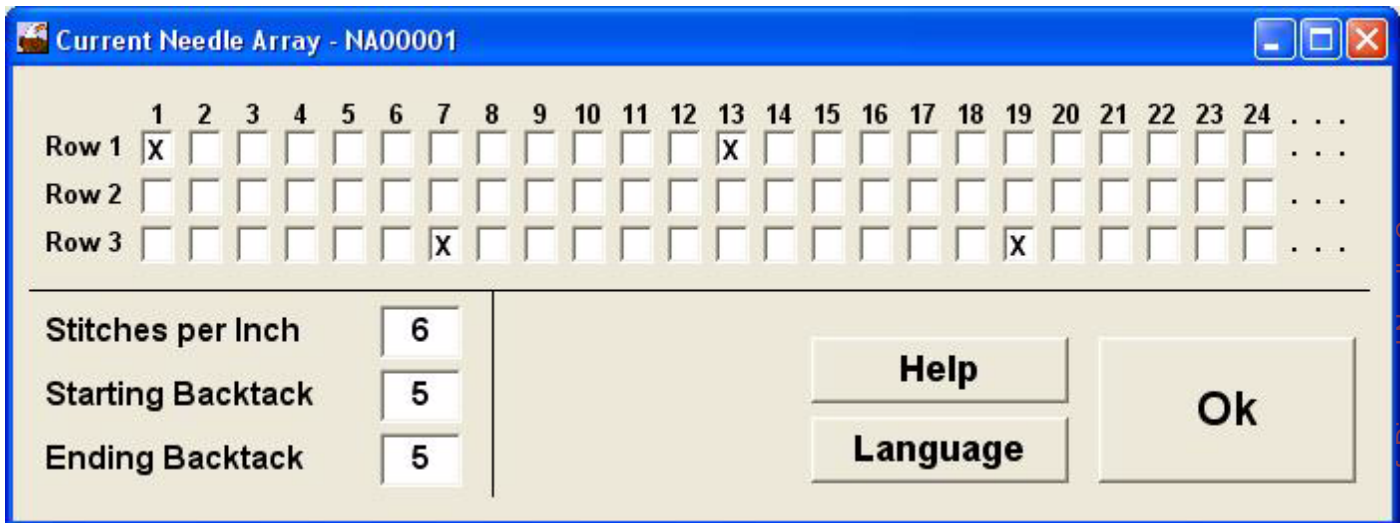 Current Needle Array - NA00001
1 2 3 4 5 6 7 8 9 10 11 12 13 14 15 16 17 18 19 20 21 22 23 24 . . .
Row 1 X X . . .
Row 2 . . .
Row 3 X X . . .
Stitches per Inch 6
Starting Backtack 5
Ending Backtack 5
Help
Language
Ok